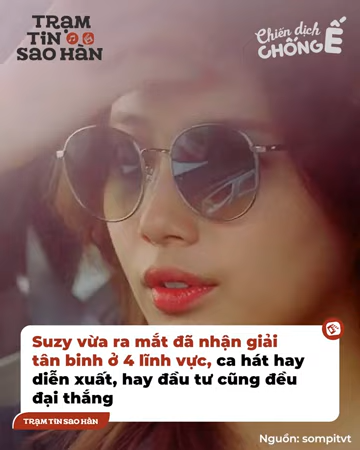 TRẠM
TIN
SAO HÀN
Chiến dịch
CHỐNG Ế
Suzy vừa ra mắt đã nhận giải
tân binh ở 4 lĩnh vực, ca hát hay
diễn xuất, hay đầu tư cũng đều
đại thắng
TRẠM TIN SAO HÀN
Nguồn: sompitvt